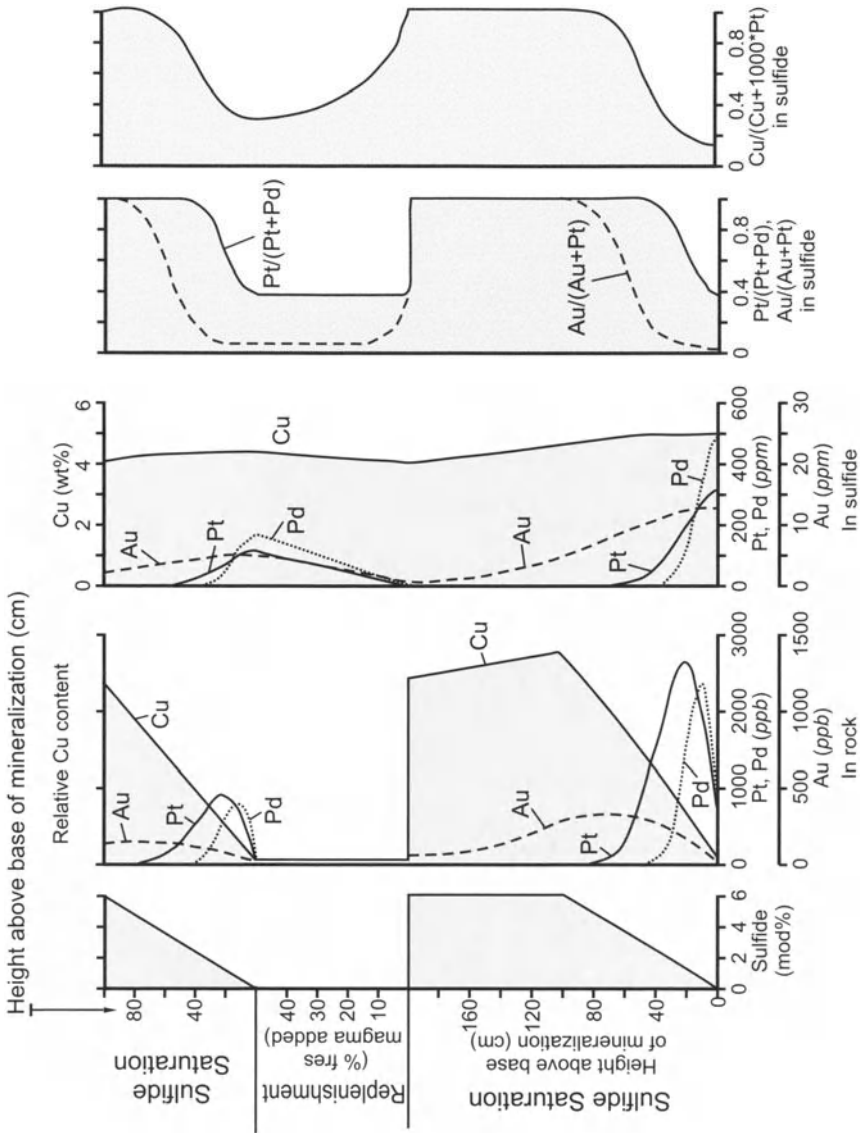 Height above base of mineralization (cm)
Sulfide
Saturation
80
40
Replenishment
(% fres
magma added)
40
30
20
10
Sulfide Saturation
Height above base
of mineralization (cm)
160
120
80
40
0
0 2 4 6
Sulfide
(mod%)
Relative Cu content
Au
Pt
Cu
Pd
Cu
Au
Pt
Pd
0 1000 2000 3000
Pt, Pd (ppb)
0 500 1000 1500
Au (ppb)
In rock
Cu (wt%)
0 2 4 6
Au
Pt
Pd
Cu
Pt
Pd
0 200 400 600
Pt, Pd (ppm)
0 10 20 30
Au (ppm)
In sulfide
Pt/(Pt+Pd)
Au/(Au+Pt)
0 0.4 0.8
Pt/(Pt+Pd),
Au/(Au+Pt)
in sulfide
0 0.4 0.8
Cu/(Cu+1000*Pt)
in sulfide